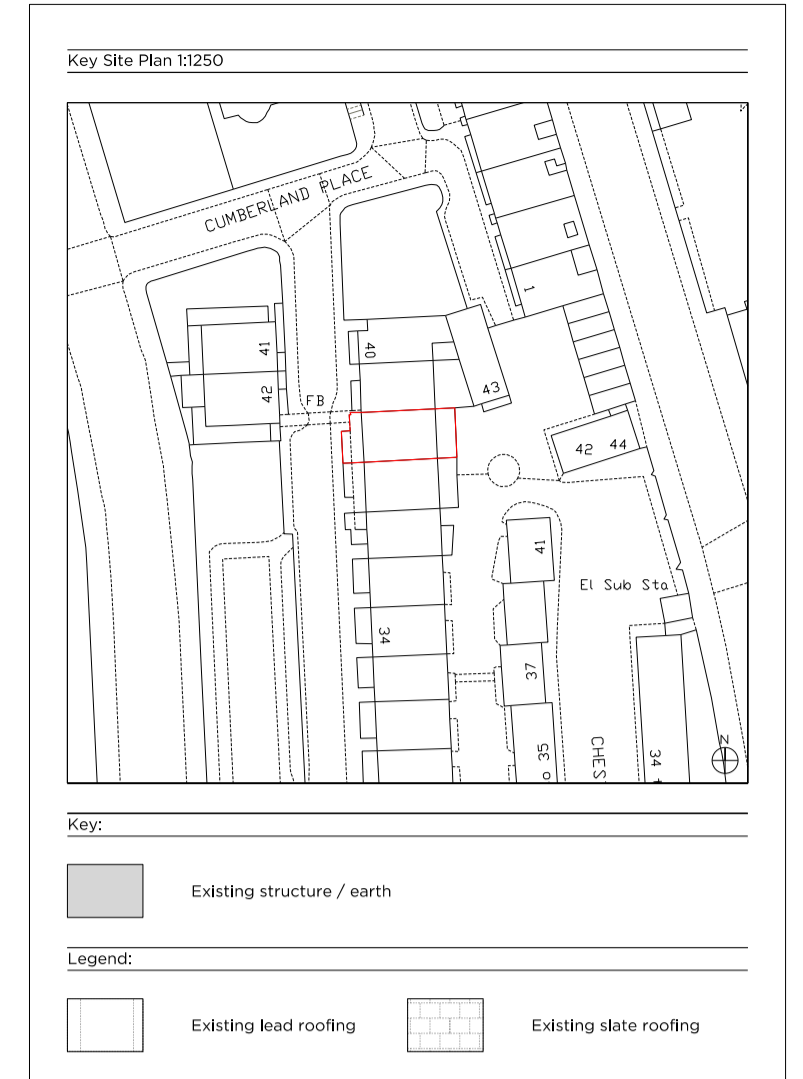 Key Site Plan 1:1250
CUMBERLAND PLACE
1
41
40
42
43
FB
42 44
41
El Sub Sta
34
37
o 35
CHES
34 +
N
Key:
Existing structure / earth
Legend:
Existing lead roofing
Existing slate roofing